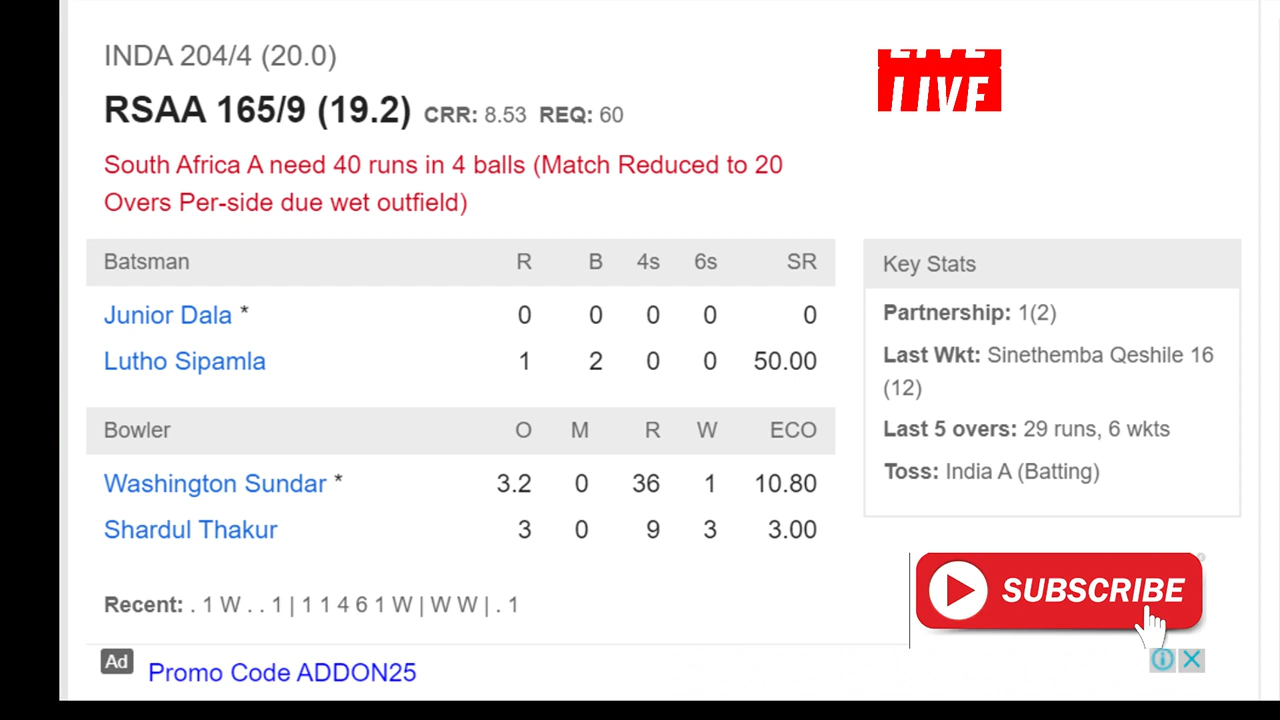 INDA 204/4 (20.0)
RSAA 165/9 (19.2) CRR: 8.53 REQ: 60
South Africa A need 40 runs in 4 balls (Match Reduced to 20
Overs Per-side due wet outfield)
LIVE
LIVE
Batsman R B 4s 6s SR
Junior Dala * 0 0 0 0 0
Lutho Sipamla 1 2 0 0 50.00
Bowler O M R W ECO
Washington Sundar * 3.2 0 36 1 10.80
Shardul Thakur 3 0 9 3 3.00
Recent: . 1 W . . 1 | 1 1 4 6 1 W | W W | . 1
Key Stats
Partnership: 1(2)
Last Wkt: Sinethemba Qeshile 16
(12)
Last 5 overs: 29 runs, 6 wkts
Toss: India A (Batting)
SUBSCRIBE
Ad Promo Code ADDON25